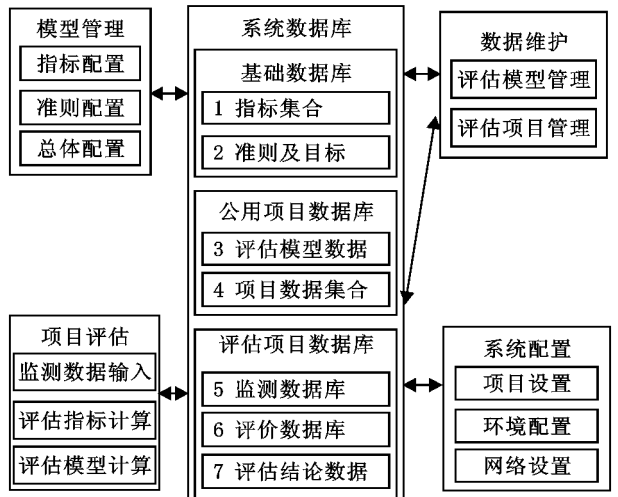 模型管理
指标配置
准则配置
总体配置
系统数据库
基础数据库
1 指标集合
2 准则及目标
公用项目数据库
3 评估模型数据
4 项目数据集合
评估项目数据库
5 监测数据库
6 评价数据库
7 评估结论数据
数据维护
评估模型管理
评估项目管理
项目评估
监测数据输入
评估指标计算
评估模型计算
系统配置
项目设置
环境配置
网络设置